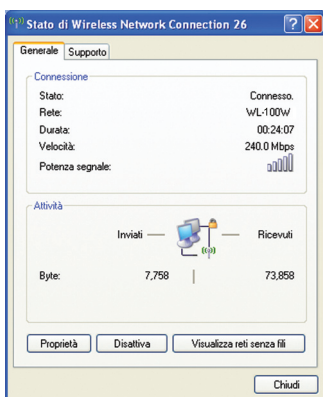 Stato di Wireless Network Connection 26
Generale Supporto
Connessione
Stato: Connesso.
Rete: WL-100W
Durata: 00:24:07
Velocità: 240.0 Mbps
Potenza segnale:
Attività
Inviati Ricevuti
Byte: 7,758 73,858
Proprietà Disattiva Visualizza reti senza fili
Chiudi